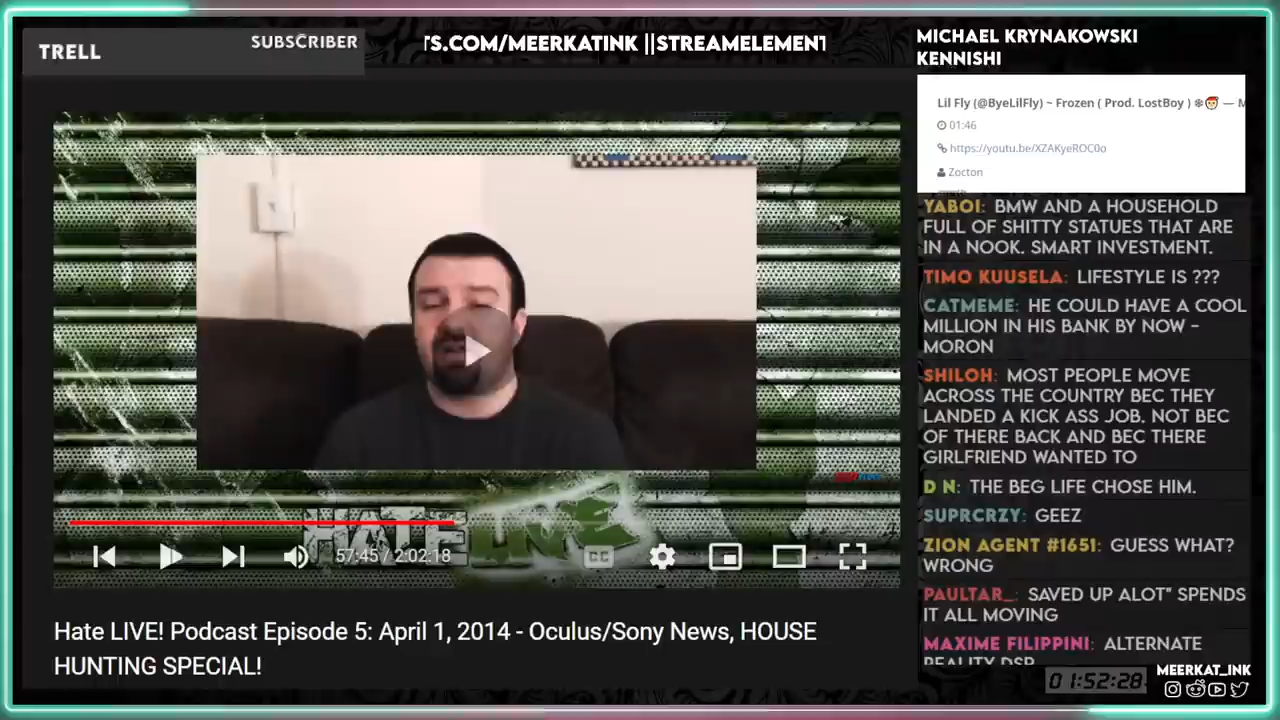 TRELL
SUBSCRIBER
TS.COM/MEERKATINK ||STREAMELEMENT
MICHAEL KRYNAKOWSKI
KENNISHI
Lil Fly (@ByeLilFly) ~ Frozen ( Prod. LostBoy ) ❄🎅 — M
01:46
https://youtu.be/XZAKyeROC0o
Zocton
YABOI: BMW AND A HOUSEHOLD
FULL OF SHITTY STATUES THAT ARE
IN A NOOK. SMART INVESTMENT.
TIMO KUUSELA: LIFESTYLE IS ???
CATMEME: HE COULD HAVE A COOL
MILLION IN HIS BANK BY NOW -
MORON
SHILOH: MOST PEOPLE MOVE
ACROSS THE COUNTRY BEC THEY
LANDED A KICK ASS JOB. NOT BEC
OF THERE BACK AND BEC THERE
GIRLFRIEND WANTED TO
D N: THE BEG LIFE CHOSE HIM.
SUPRCRZY: GEEZ
ZION AGENT #1651: GUESS WHAT?
WRONG
PAULTAR_: SAVED UP ALOT" SPENDS
IT ALL MOVING
MAXIME FILIPPINI: ALTERNATE
REALITY DSP
HATE LIVE
57:45 / 2:02:18
CC
Hate LIVE! Podcast Episode 5: April 1, 2014 - Oculus/Sony News, HOUSE
HUNTING SPECIAL!
01:52:28
MEERKAT_INK